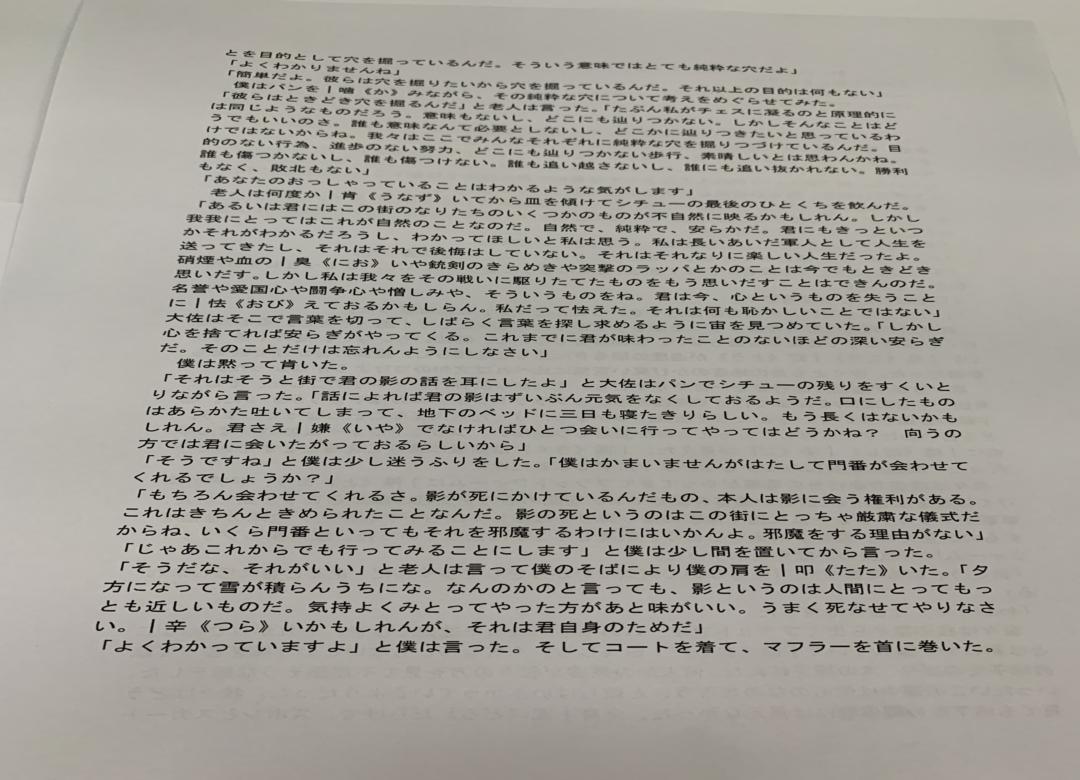 とを目的として穴を掘っているんだ。そういう意味ではとても純粋な穴だよ」
「よくわかりませんね」
「簡単だよ。彼らは穴を掘りたいから穴を掘っているんだ。それ以上の目的は何もない」
　僕はパンを｜噛《か》みながら、その純粋な穴について考えをめぐらせてみた。
「彼らはときどき穴を掘るんだ」と老人は言った。「たぶん私がチェスに凝るのと原理的に
は同じようなものだろう。意味もないし、どこにも辿りつかない。しかしそんなことはど
うでもいいのさ。誰も意味なんて必要としないし、どこかに辿りつきたいと思っているわ
けではないからね。我々はここでみんなそれぞれに純粋な穴を掘りつづけているんだ。目
的のない行為、進歩のない努力、どこにも辿りつかない歩行、素晴しいとは思わんかね。
誰も傷つかないし、誰も傷つけない。誰も追い越さないし、誰にも追い抜かれない。勝利
もなく、敗北もない」
「あなたのおっしゃっていることはわかるような気がします」
　老人は何度か｜肯《うなず》いてから皿を傾けてシチューの最後のひとくちを飲んだ。
「あるいは君にはこの街のなりたちのいくつかのものが不自然に映るかもしれん。しかし
我我にとってはこれが自然のことなのだ。自然で、純粋で、安らかだ。君にもきっといつ
かそれがわかるだろうし、わかってほしいと私は思う。私は長いあいだ軍人として人生を
送ってきたし、それはそれで後悔はしていない。それはそれなりに楽しい人生だったよ。
硝煙や血の｜臭《にお》いや銃剣のきらめきや突撃のラッパとかのことは今でもときどき
思いだす。しかし私は我々をその戦いに駆りたてたものをもう思いだすことはできんのだ。
名誉や愛国心や闘争心や憎しみや、そういうものをね。君は今、心というものを失うこと
に｜怯《おび》えておるかもしらん。私だって怯えた。それは何も恥かしいことではない」
大佐はそこで言葉を切って、しばらく言葉を探し求めるように宙を見つめていた。「しかし
心を捨てれば安らぎがやってくる。これまでに君が味わったことのないほどの深い安らぎ
だ。そのことだけは忘れんようにしなさい」
　僕は黙って肯いた。
「それはそうと街で君の影の話を耳にしたよ」と大佐はパンでシチューの残りをすくいと
りながら言った。「話によれば君の影はずいぶん元気をなくしておるようだ。口にしたもの
はあらかた吐いてしまって、地下のベッドに三日も寝たきりらしい。もう長くはないかも
しれん。君さえ｜嫌《いや》でなければひとつ会いに行ってやってはどうかね？　向うの
方では君に会いたがっておるらしいから」
「そうですね」と僕は少し迷うふりをした。「僕はかまいませんがはたして門番が会わせて
くれるでしょうか？」
「もちろん会わせてくれるさ。影が死にかけているんだもの、本人は影に会う権利がある。
これはきちんときめられたことなんだ。影の死というのはこの街にとっちゃ厳粛な儀式だ
からね、いくら門番といってもそれを邪魔するわけにはいかんよ。邪魔をする理由がない」
「じゃあこれからでも行ってみることにします」と僕は少し間を置いてから言った。
「そうだな、それがいい」と老人は言って僕のそばにより僕の肩を｜叩《たた》いた。「夕
方になって雪が積らんうちにな。なんのかのと言っても、影というのは人間にとってもっ
とも近しいものだ。気持よくみとってやった方があと味がいい。うまく死なせてやりなさ
い。｜辛《つら》いかもしれんが、それは君自身のためだ」
「よくわかっていますよ」と僕は言った。そしてコートを着て、マフラーを首に巻いた。